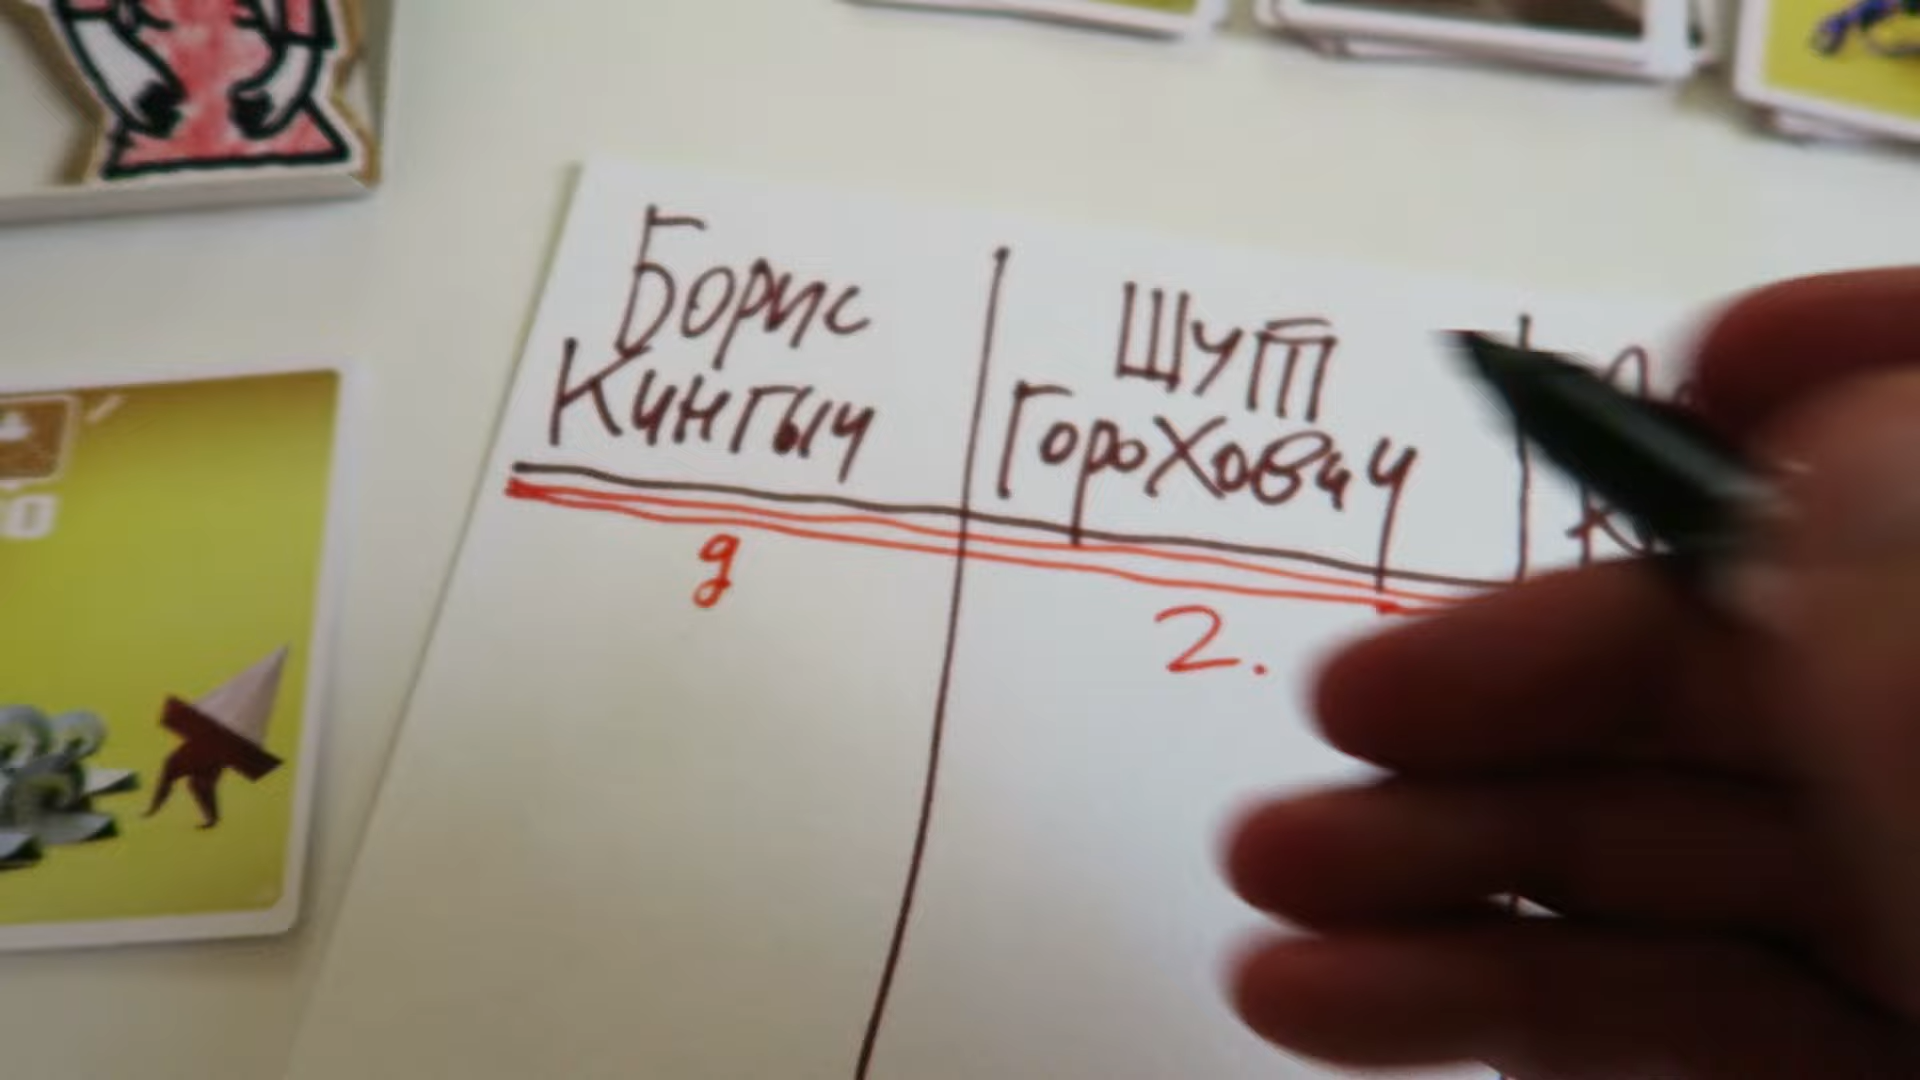 Борис
Кингыч
Шут
Горохович
9
2.